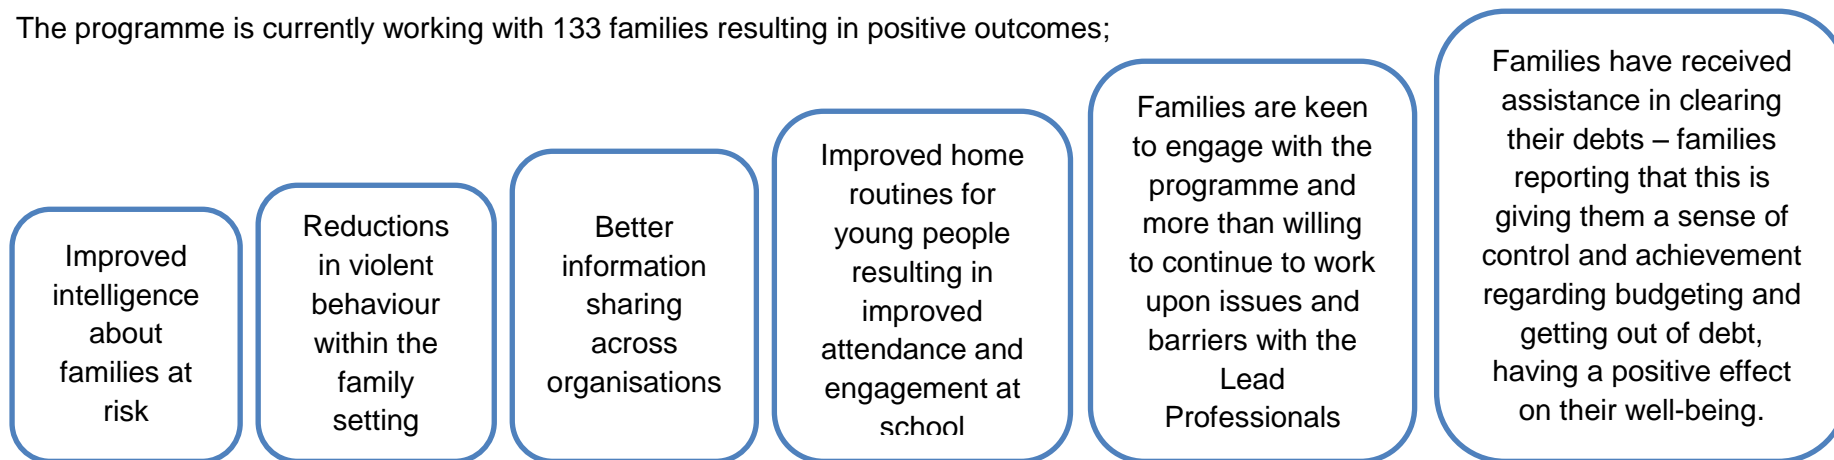 The programme is currently working with 133 families resulting in positive outcomes;
Improved
intelligence
about
families at
risk
Reductions
in violent
behaviour
within the
family
setting
Better
information
sharing
across
organisations
Improved home
routines for
young people
resulting in
improved
attendance and
engagement at
school
Families are keen
to engage with the
programme and
more than willing
to continue to work
upon issues and
barriers with the
Lead
Professionals
Families have received
assistance in clearing
their debts – families
reporting that this is
giving them a sense of
control and achievement
regarding budgeting and
getting out of debt,
having a positive effect
on their well-being.